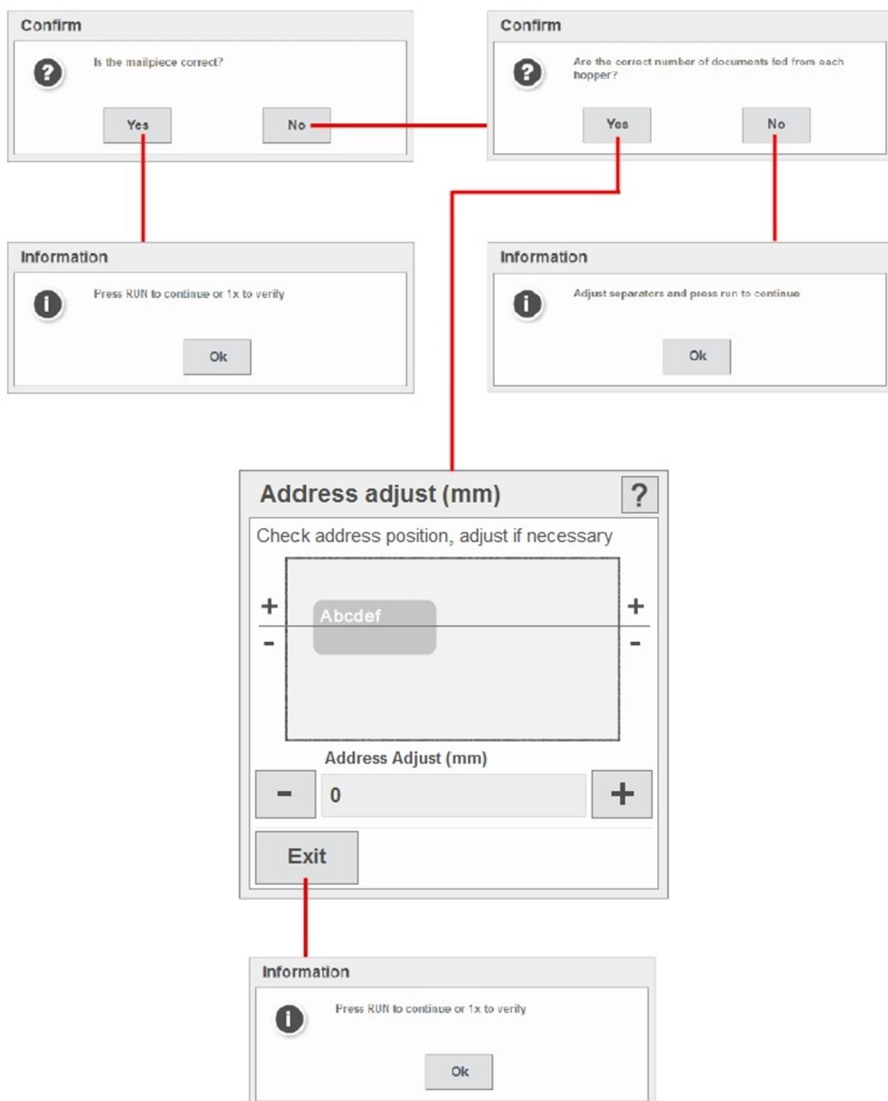 Confirm
Is the mailpiece correct?
Yes
No
Confirm
Are the correct number of documents fed from each
hopper?
Yes
No
Information
Press RUN to continue or 1x to verify
Ok
Information
Adjust separators and press run to continue
Ok
Address adjust (mm)
?
Check address position, adjust if necessary
+
-
Abcdef
+
-
Address Adjust (mm)
-
0
+
Exit
Information
Press RUN to continue or 1x to verify
Ok